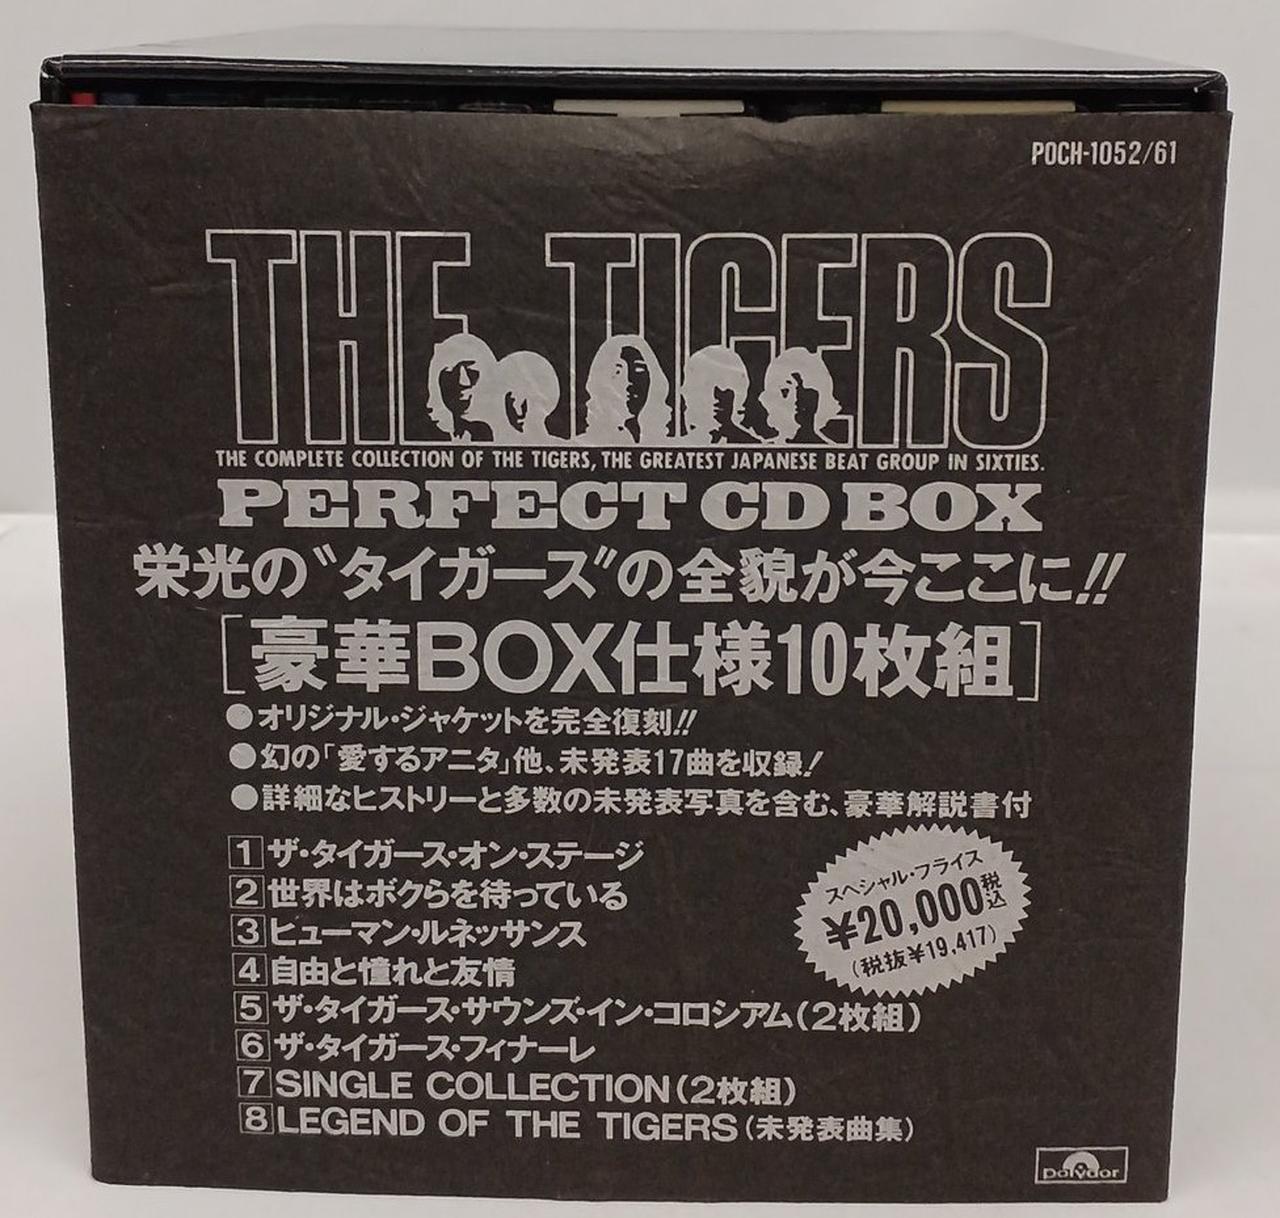 POCH-1052/61
THE TIGERS
THE COMPLETE COLLECTION OF THE TIGERS, THE GREATEST JAPANESE BEAT GROUP IN SIXTIES.
PERFECT CD BOX
栄光の〝タイガース〟の全貌が今ここに!!
[豪華BOX仕様10枚組]
●オリジナル・ジャケットを完全復刻!!
●幻の「愛するアニタ」他、未発表17曲を収録!
●詳細なヒストリーと多数の未発表写真を含む、豪華解説書付
1 ザ・タイガース・オン・ステージ
2 世界はボクらを待っている
3 ヒューマン・ルネッサンス
4 自由と憧れと友情
5 ザ・タイガース・サウンズ・イン・コロシアム(2枚組)
6 ザ・タイガース・フィナーレ
7 SINGLE COLLECTION(2枚組)
8 LEGEND OF THE TIGERS(未発表曲集)
スペシャル・プライス
¥20,000税込
(税抜¥19,417)
polydor